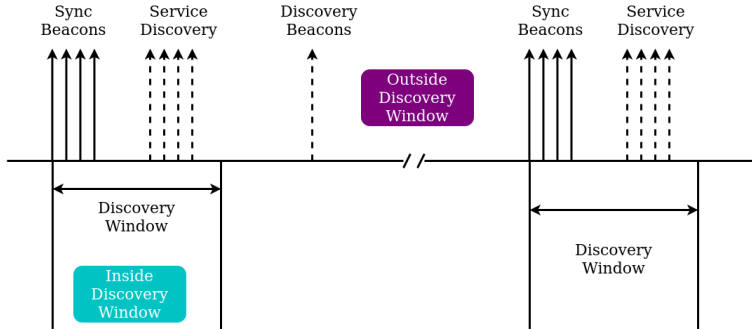 Sync
Beacons
Service
Discovery
Discovery
Beacons
Outside
Discovery
Window
Sync
Beacons
Service
Discovery
Discovery
Window
Inside
Discovery
Window
Discovery
Window